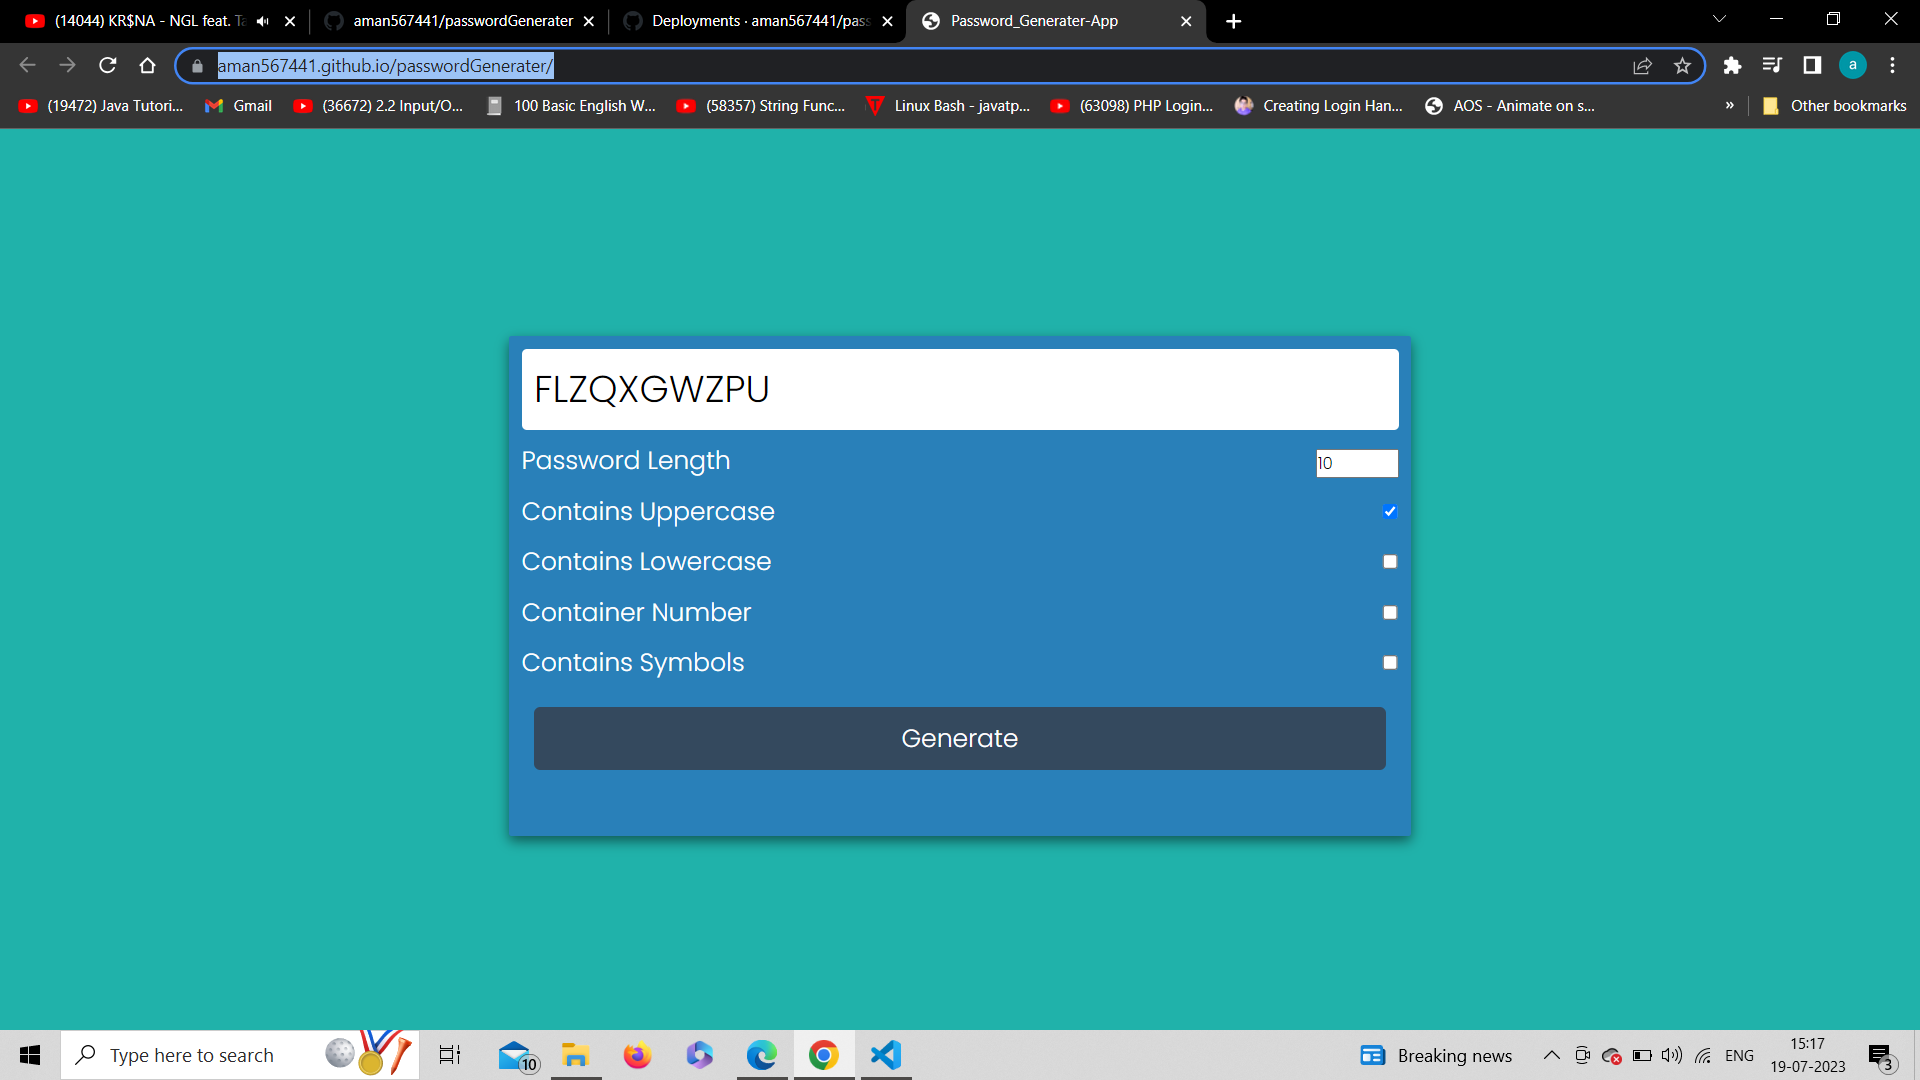 (14044) KR$NA - NGL feat. Ta
aman567441/passwordGenerater
Deployments · aman567441/pass
Password_Generater-App
aman567441.github.io/passwordGenerater/
a
(19472) Java Tutori...
Gmail
(36672) 2.2 Input/O...
100 Basic English W...
(58357) String Func...
Linux Bash - javatp...
(63098) PHP Login...
Creating Login Han...
AOS - Animate on s...
»
Other bookmarks
FLZQXGWZPU
Password Length
10
Contains Uppercase
Contains Lowercase
Container Number
Contains Symbols
Generate
Type here to search
10
Breaking news
ENG
15:17
19-07-2023
3